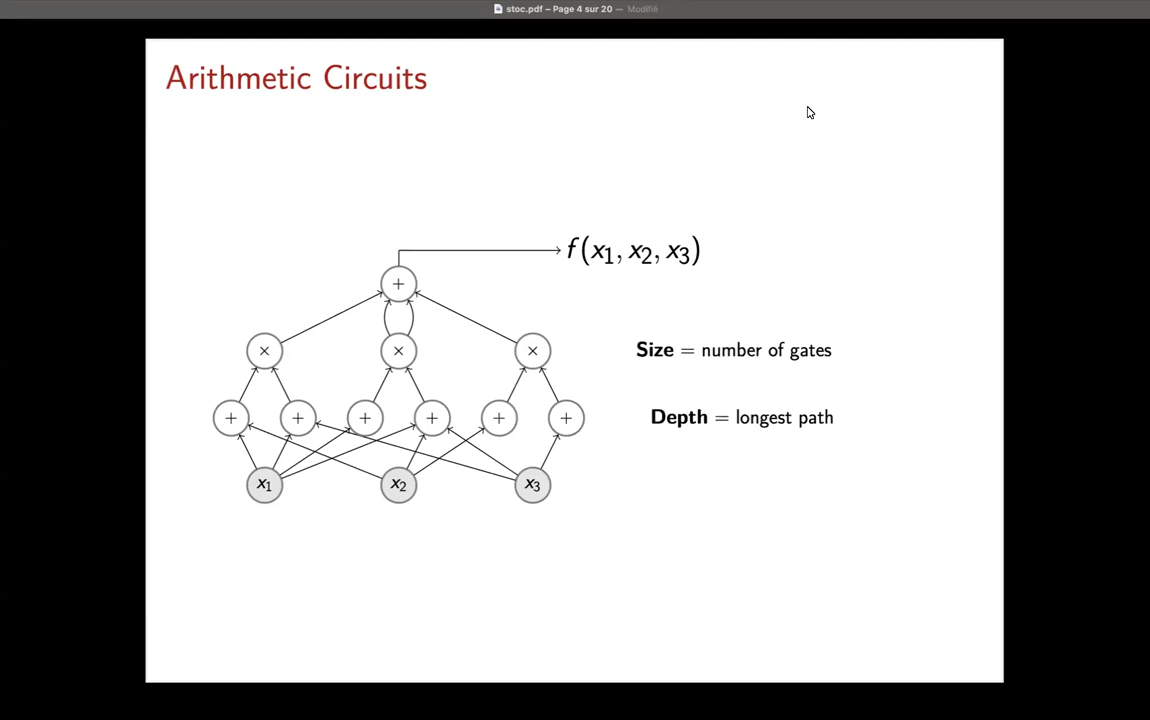 stoc.pdf – Page 4 sur 20 — Modifié
Arithmetic Circuits
f(x₁, x₂, x₃)
+
× × ×
Size = number of gates
+ + + + + +
Depth = longest path
x₁ x₂ x₃